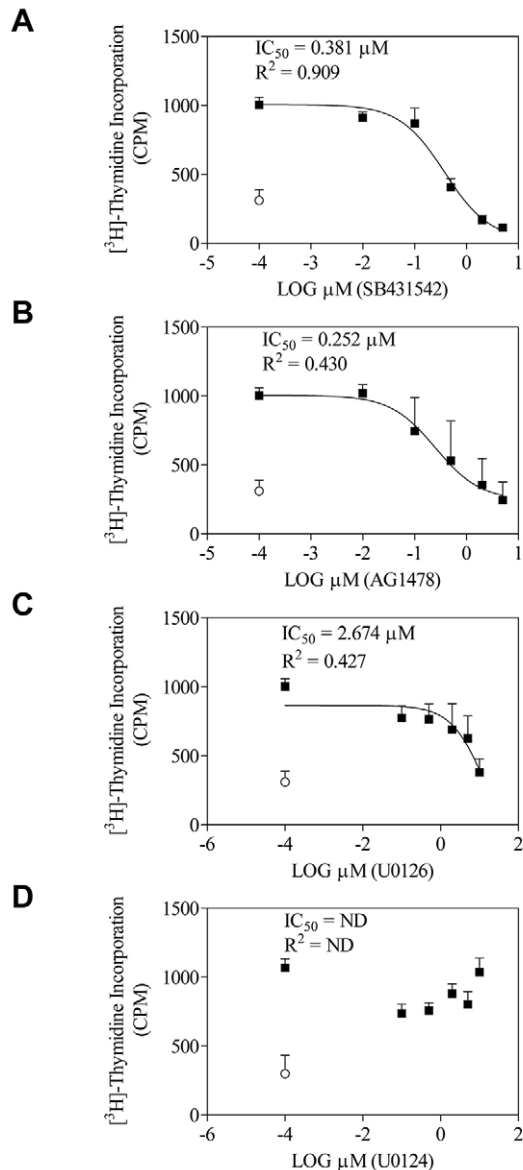 A
[³H]-Thymidine Incorporation
(CPM)
1500
1000
500
0
IC₅₀ = 0.381 µM
R² = 0.909
-5 -4 -3 -2 -1 0 1
LOG µM (SB431542)
B
[³H]-Thymidine Incorporation
(CPM)
1500
1000
500
0
IC₅₀ = 0.252 µM
R² = 0.430
-5 -4 -3 -2 -1 0 1
LOG µM (AG1478)
C
[³H]-Thymidine Incorporation
(CPM)
1500
1000
500
0
IC₅₀ = 2.674 µM
R² = 0.427
-6 -4 -2 0 2
LOG µM (U0126)
D
[³H]-Thymidine Incorporation
(CPM)
1500
1000
500
0
IC₅₀ = ND
R² = ND
-6 -4 -2 0 2
LOG µM (U0124)